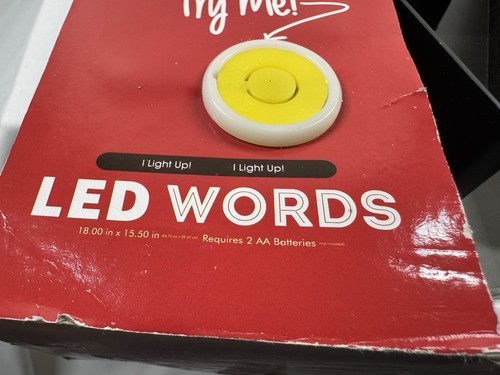 Try Me!
I Light Up! I Light Up!
LED WORDS
18.00 in x 15.50 in Requires 2 AA Batteries